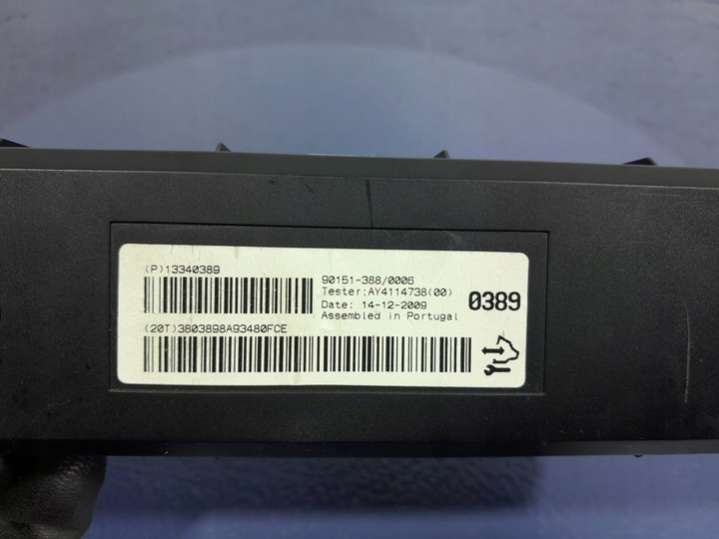 (P)13340389
90151-388/0006
Tester:AY4114738(00)
Date: 14-12-2009
Assembled in Portugal
0389
(20T)3803898A93480FCE